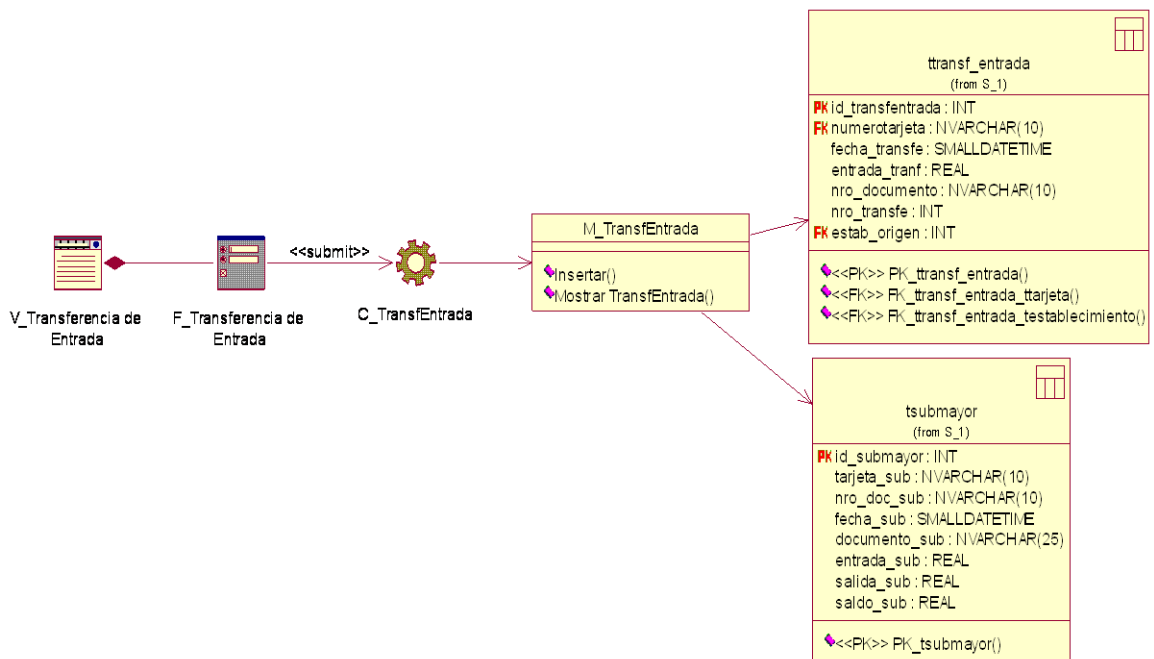 V_Transferencia de
Entrada
F_Transferencia de
Entrada
<<submit>>
C_TransfEntrada
M_TransfEntrada
Insertar()
Mostrar TransfEntrada()
ttransf_entrada
(from S_1)
PK id_transfentrada : INT
FK numerotarjeta : NVARCHAR(10)
fecha_transfe : SMALLDATETIME
entrada_tranf : REAL
nro_documento : NVARCHAR(10)
nro_transfe : INT
FK estab_origen : INT
<<PK>> PK_ttransf_entrada()
<<FK>> FK_ttransf_entrada_ttarjeta()
<<FK>> FK_ttransf_entrada_testablecimiento()
tsubmayor
(from S_1)
PK id_submayor : INT
tarjeta_sub : NVARCHAR(10)
nro_doc_sub : NVARCHAR(10)
fecha_sub : SMALLDATETIME
documento_sub : NVARCHAR(25)
entrada_sub : REAL
salida_sub : REAL
saldo_sub : REAL
<<PK>> PK_tsubmayor()